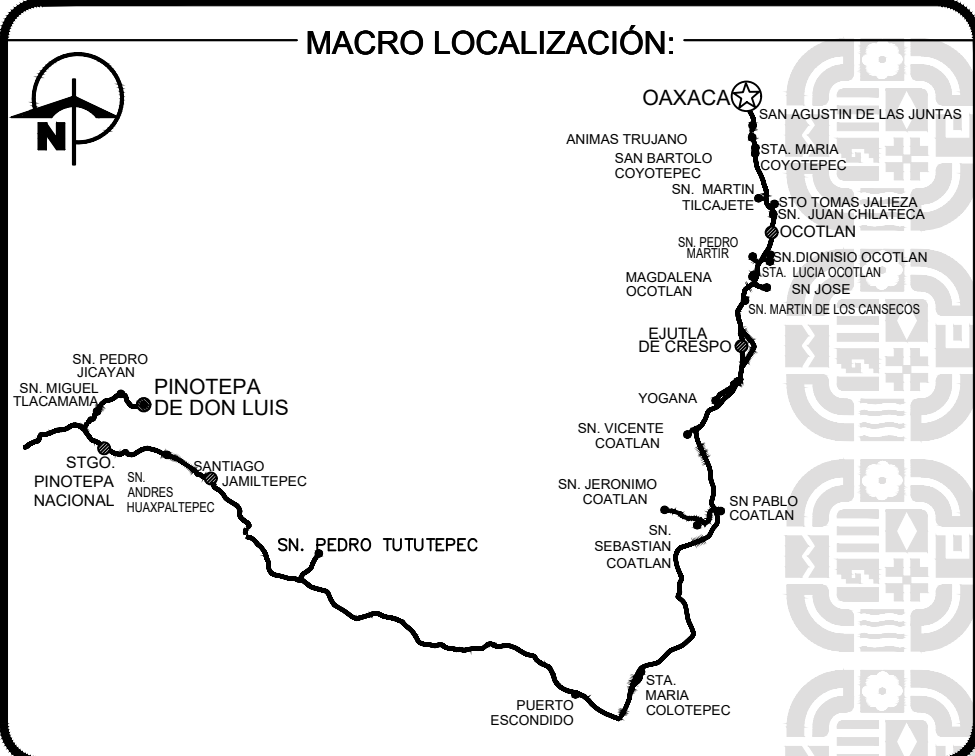 MACRO LOCALIZACIÓN:
N
OAXACA
SAN AGUSTIN DE LAS JUNTAS
ANIMAS TRUJANO
STA. MARIA
COYOTEPEC
SAN BARTOLO
COYOTEPEC
SN. MARTIN
TILCAJETE
STO TOMAS JALIEZA
SN. JUAN CHILATECA
OCOTLAN
SN. PEDRO
MARTIR
SN.DIONISIO OCOTLAN
STA. LUCIA OCOTLAN
MAGDALENA
OCOTLAN
SN JOSE
SN. MARTIN DE LOS CANSECOS
EJUTLA
DE CRESPO
SN. PEDRO
JICAYAN
SN. MIGUEL
TLACAMAMA
PINOTEPA
DE DON LUIS
YOGANA
SN. VICENTE
COATLAN
STGO.
PINOTEPA
NACIONAL
SN.
ANDRES
HUAXPALTEPEC
SANTIAGO
JAMILTEPEC
SN. JERONIMO
COATLAN
SN PABLO
COATLAN
SN.
SEBASTIAN
COATLAN
SN. PEDRO TUTUTEPEC
STA.
MARIA
COLOTEPEC
PUERTO
ESCONDIDO